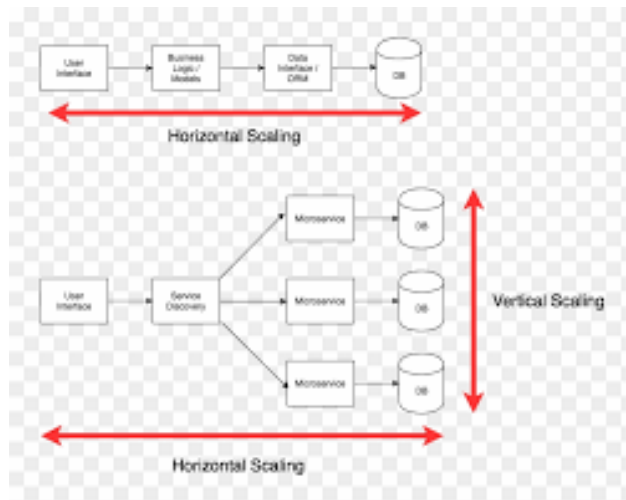 User
Interface
Business
Logic /
Models
Data
Interface /
ORM
DB
Horizontal Scaling
Microservice
DB
User
Interface
Service
Discovery
Microservice
DB
Vertical Scaling
Microservice
DB
Horizontal Scaling